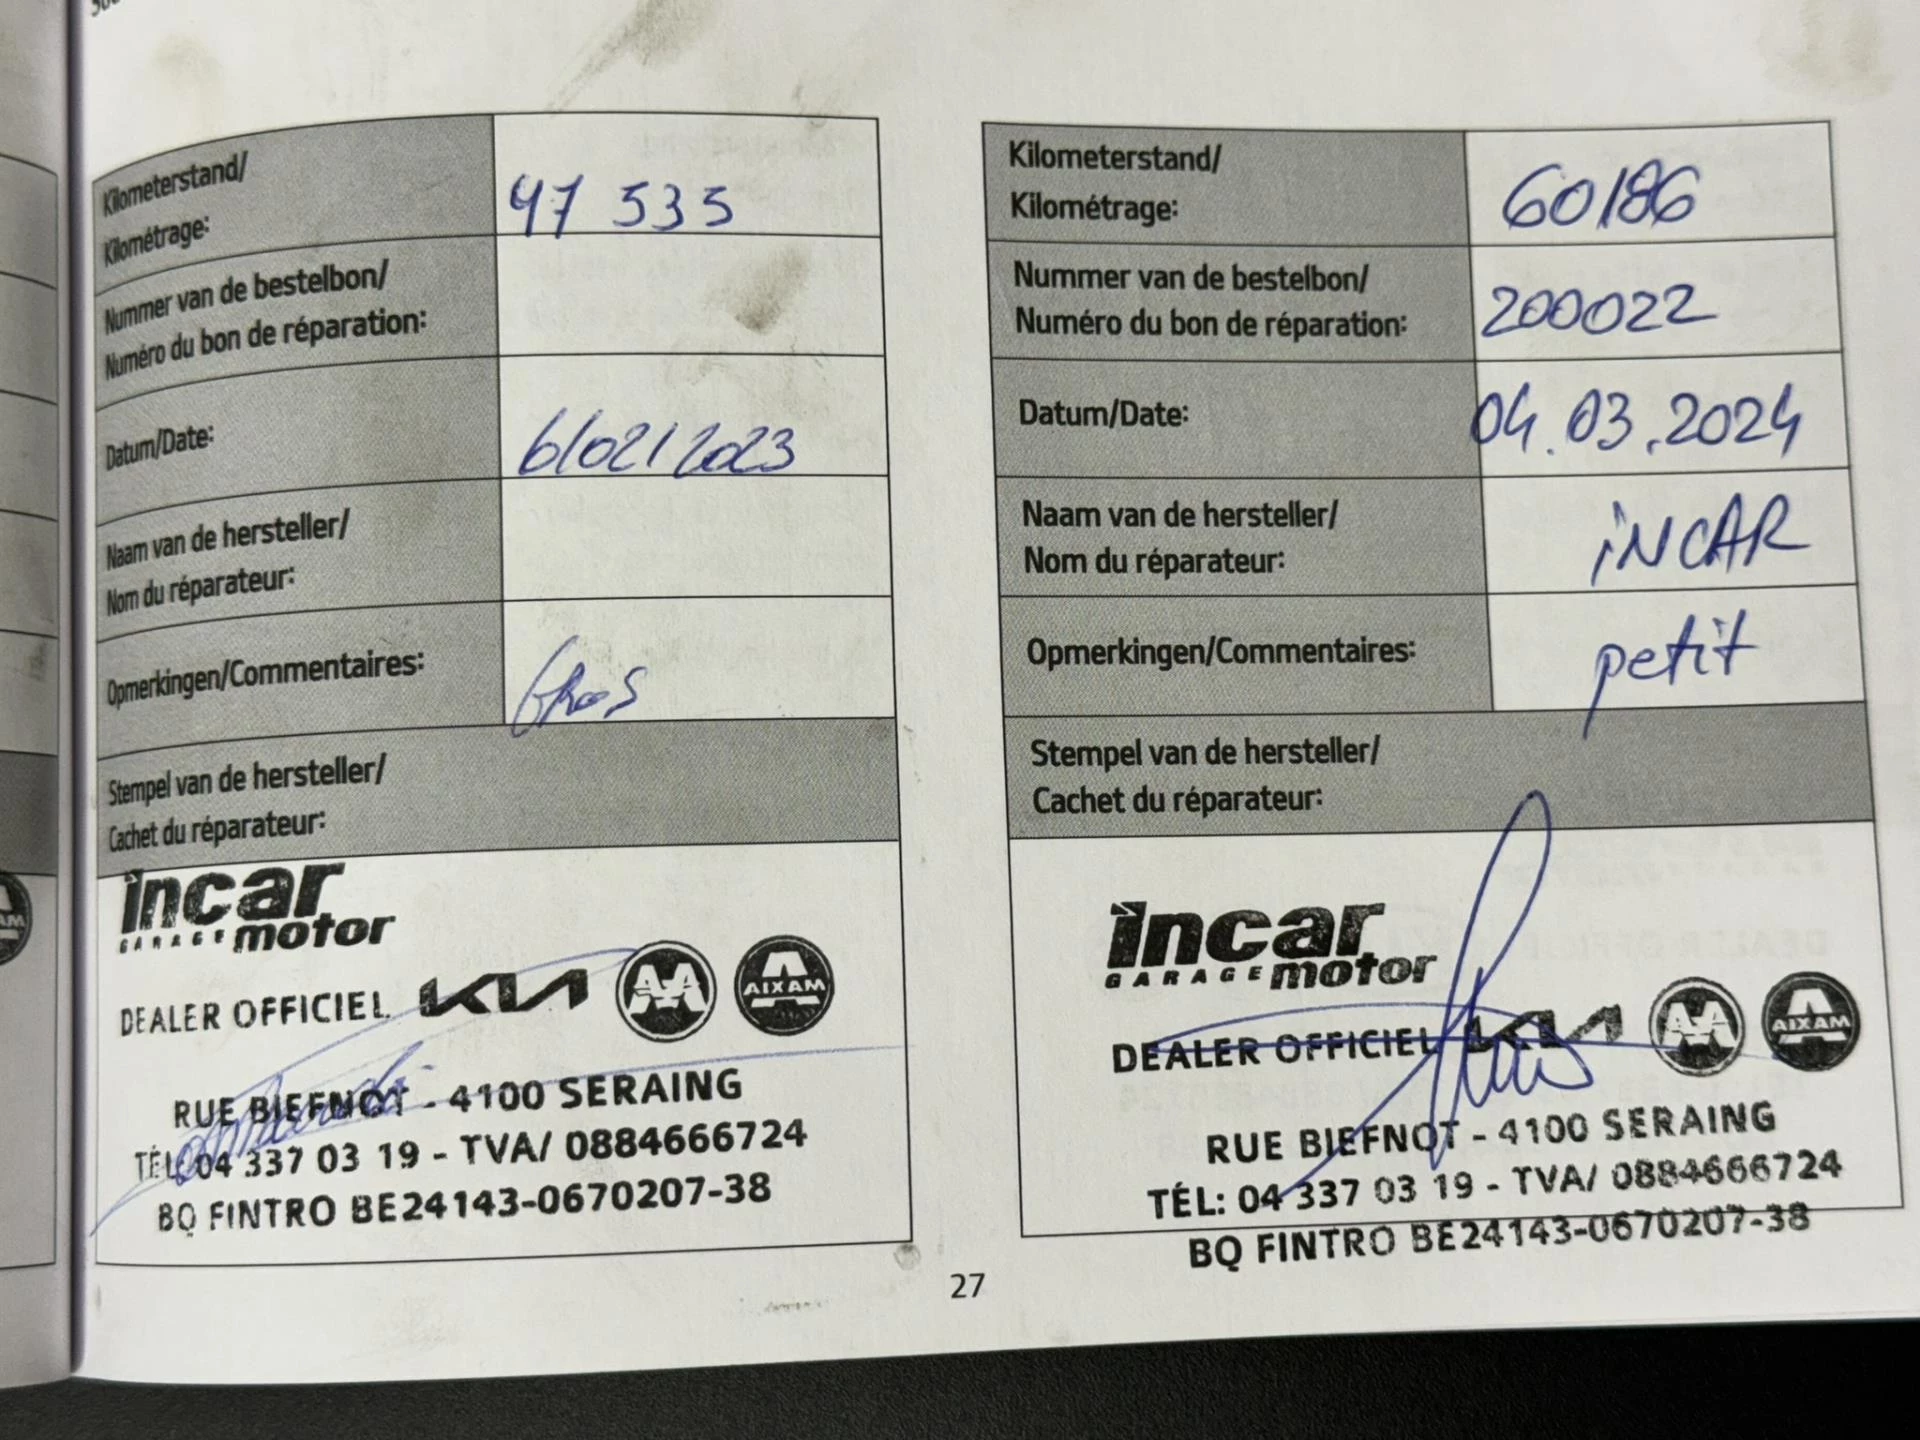 Kilometerstand/
Kilométrage:
47 535
Nummer van de bestelbon/
Numéro du bon de réparation:
Datum/Date:
6/02/2023
Naam van de hersteller/
Nom du réparateur:
Opmerkingen/Commentaires:
Gros
Stempel van de hersteller/
Cachet du réparateur:
incar
GARAGE motor
DEALER OFFICIEL KIA AIXAM
RUE BIEFNOT - 4100 SERAING
TÉL: 04 337 03 19 - TVA/ 0884666724
BQ FINTRO BE24143-0670207-38
Kilometerstand/
Kilométrage:
60186
Nummer van de bestelbon/
Numéro du bon de réparation:
200022
Datum/Date:
04.03.2024
Naam van de hersteller/
Nom du réparateur:
iNCAR
Opmerkingen/Commentaires:
petit
Stempel van de hersteller/
Cachet du réparateur:
incar
GARAGE motor
DEALER OFFICIEL KIA AIXAM
RUE BIEFNOT - 4100 SERAING
TÉL: 04 337 03 19 - TVA/ 0884666724
BQ FINTRO BE24143-0670207-38
27